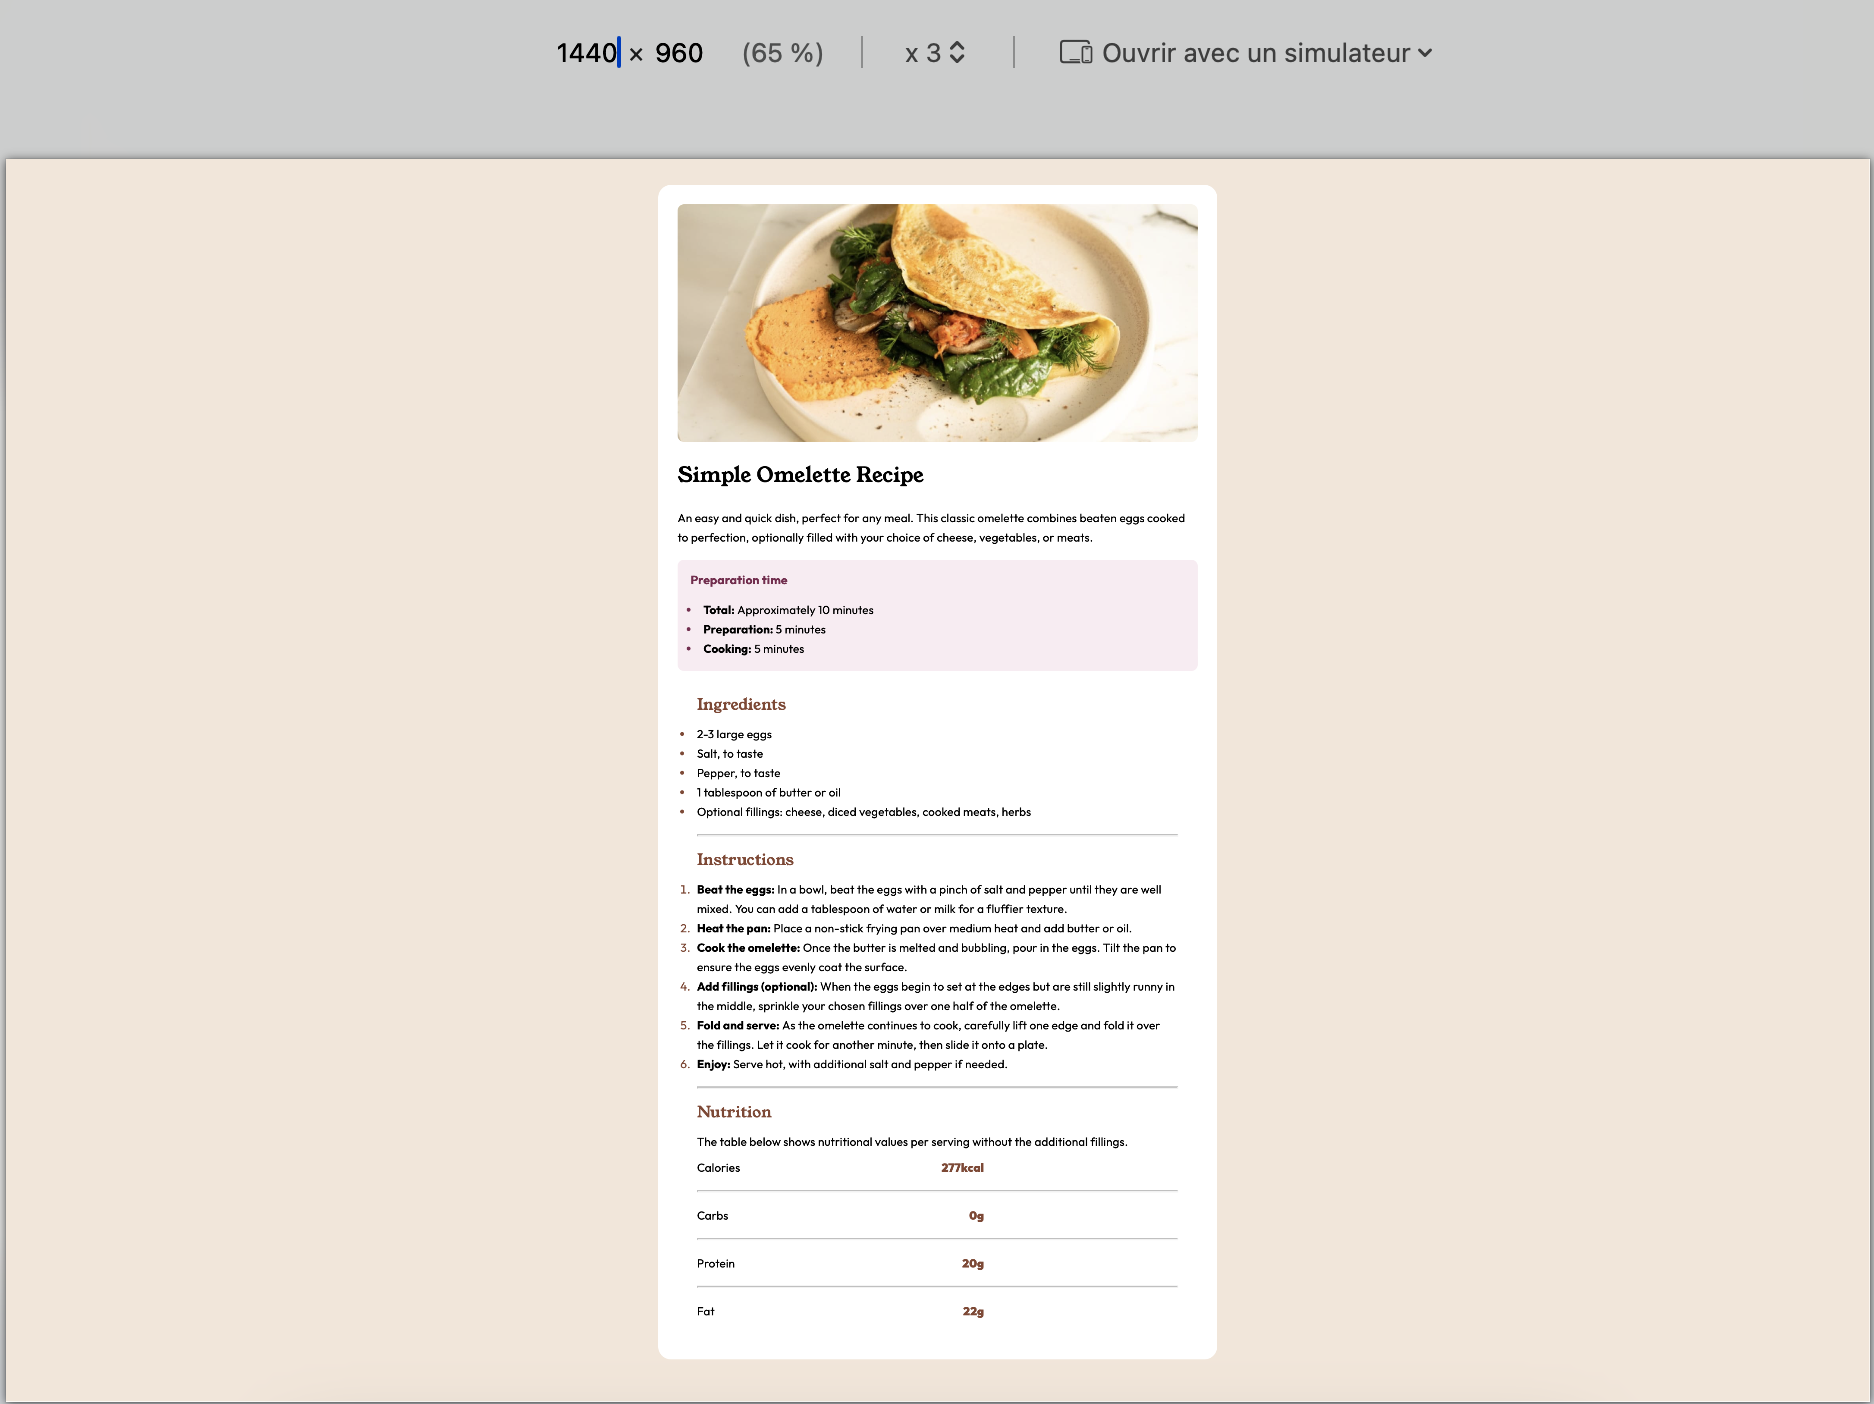 1440 × 960 (65 %) x 3 Ouvrir avec un simulateur
Simple Omelette Recipe
An easy and quick dish, perfect for any meal. This classic omelette combines beaten eggs cooked
to perfection, optionally filled with your choice of cheese, vegetables, or meats.
Preparation time
• Total: Approximately 10 minutes
• Preparation: 5 minutes
• Cooking: 5 minutes
Ingredients
• 2-3 large eggs
• Salt, to taste
• Pepper, to taste
• 1 tablespoon of butter or oil
• Optional fillings: cheese, diced vegetables, cooked meats, herbs
Instructions
1. Beat the eggs: In a bowl, beat the eggs with a pinch of salt and pepper until they are well
mixed. You can add a tablespoon of water or milk for a fluffier texture.
2. Heat the pan: Place a non-stick frying pan over medium heat and add butter or oil.
3. Cook the omelette: Once the butter is melted and bubbling, pour in the eggs. Tilt the pan to
ensure the eggs evenly coat the surface.
4. Add fillings (optional): When the eggs begin to set at the edges but are still slightly runny in
the middle, sprinkle your chosen fillings over one half of the omelette.
5. Fold and serve: As the omelette continues to cook, carefully lift one edge and fold it over
the fillings. Let it cook for another minute, then slide it onto a plate.
6. Enjoy: Serve hot, with additional salt and pepper if needed.
Nutrition
The table below shows nutritional values per serving without the additional fillings.
Calories 277kcal
Carbs 0g
Protein 20g
Fat 22g